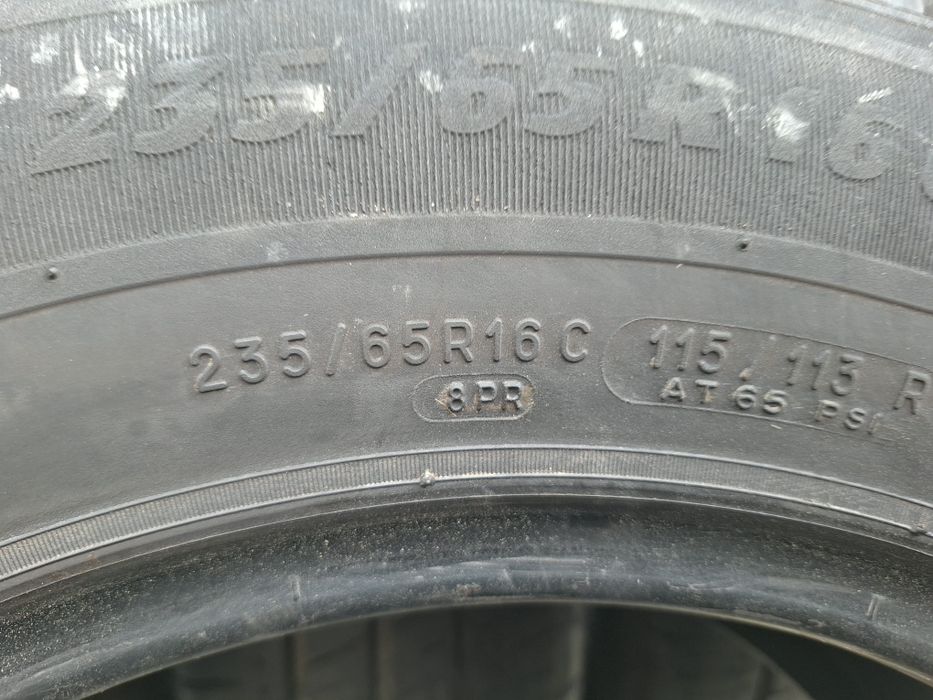 235/65R16
235/65R16C
8PR
115/113 R
AT 65 PSI